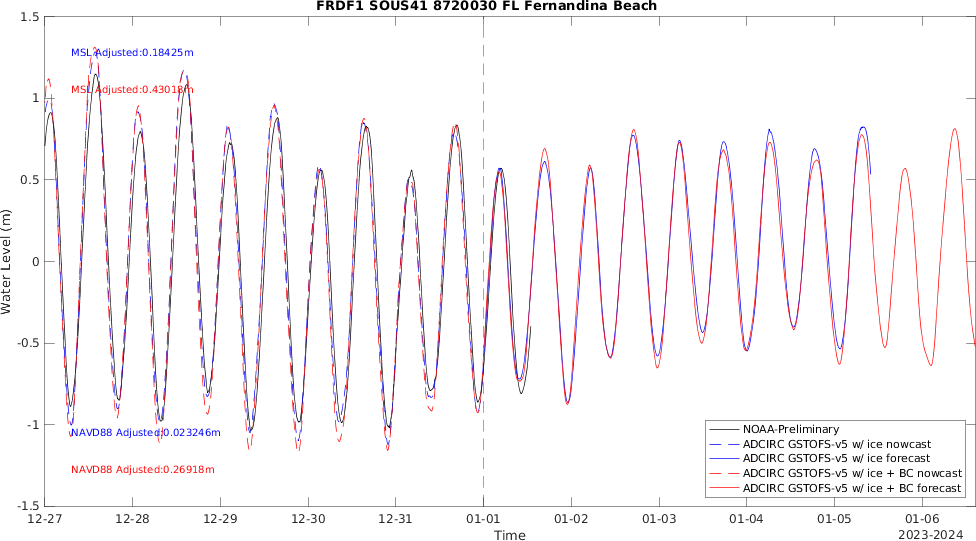 FRDF1 SOUS41 8720030 FL Fernandina Beach
1.5
1
0.5
0
-0.5
-1
-1.5
Water Level (m)
MSL Adjusted:0.18425m
MSL Adjusted:0.43018m
NAVD88 Adjusted:0.023246m
NAVD88 Adjusted:0.26918m
NOAA-Preliminary
ADCIRC GSTOFS-v5 w/ ice nowcast
ADCIRC GSTOFS-v5 w/ ice forecast
ADCIRC GSTOFS-v5 w/ ice + BC nowcast
ADCIRC GSTOFS-v5 w/ ice + BC forecast
12-27 12-28 12-29 12-30 12-31 01-01 01-02 01-03 01-04 01-05 01-06
Time
2023-2024